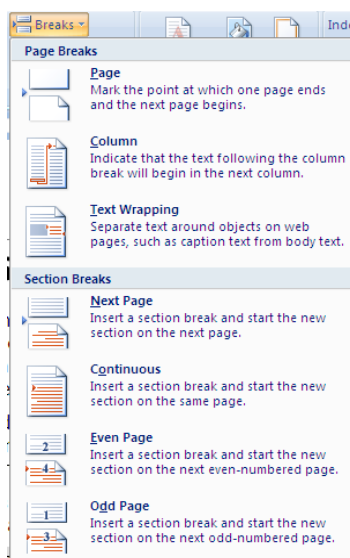 Breaks
Inde
Page Breaks
Page
Mark the point at which one page ends
and the next page begins.
Column
Indicate that the text following the column
break will begin in the next column.
Text Wrapping
Separate text around objects on web
pages, such as caption text from body text.
Section Breaks
Next Page
Insert a section break and start the new
section on the next page.
Continuous
Insert a section break and start the new
section on the same page.
Even Page
2
Insert a section break and start the new
4
section on the next even-numbered page.
Odd Page
1
Insert a section break and start the new
3
section on the next odd-numbered page.